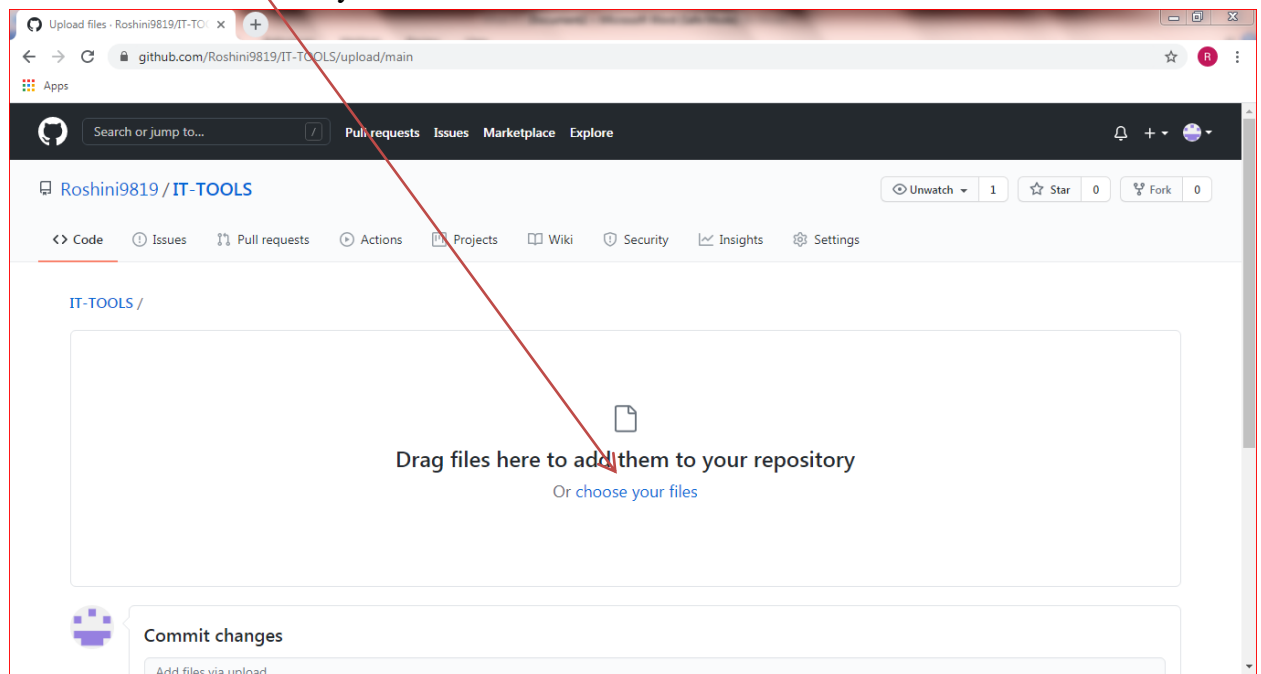 Upload files · Roshini9819/IT-TO
github.com/Roshini9819/IT-TOOLS/upload/main
R
Apps
Search or jump to... /
Pull requests Issues Marketplace Explore
Roshini9819 / IT-TOOLS
Unwatch 1 Star 0 Fork 0
<> Code Issues Pull requests Actions Projects Wiki Security Insights Settings
IT-TOOLS /
Drag files here to add them to your repository
Or choose your files
Commit changes
Add files via upload